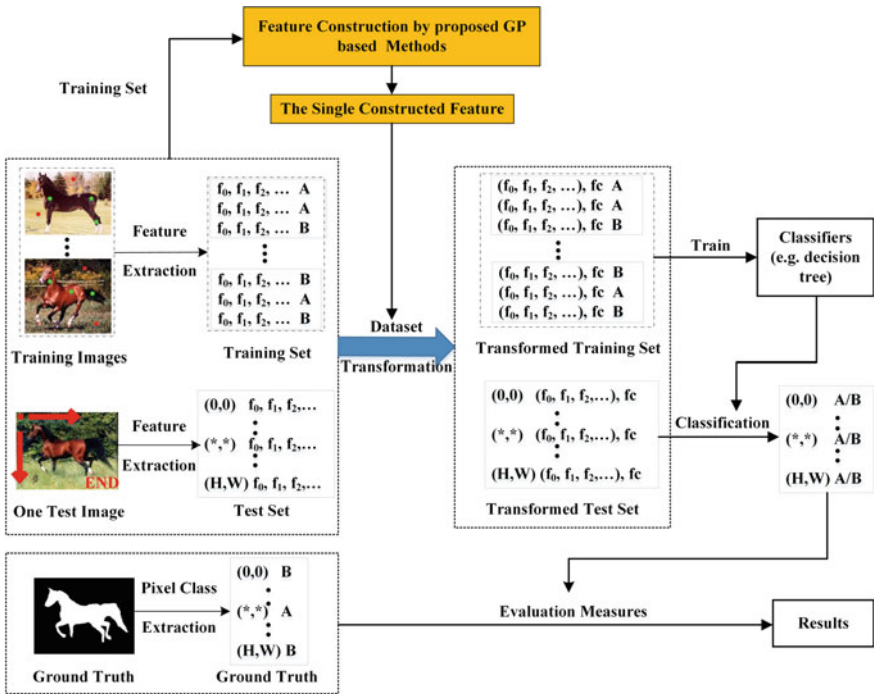 Feature Construction by proposed GP
based Methods
Training Set
The Single Constructed Feature
f₀, f₁, f₂, … A
f₀, f₁, f₂, … A
f₀, f₁, f₂, … B
Feature
Extraction
f₀, f₁, f₂, … B
f₀, f₁, f₂, … A
f₀, f₁, f₂, … B
Training Images
Training Set
Dataset
Transformation
(f₀, f₁, f₂, …), fc A
(f₀, f₁, f₂, …), fc A
(f₀, f₁, f₂, …), fc B
(f₀, f₁, f₂, …), fc B
(f₀, f₁, f₂, …), fc A
(f₀, f₁, f₂, …), fc B
Transformed Training Set
Train
Classifiers
(e.g. decision
tree)
END
One Test Image
Feature
Extraction
(0,0) f₀, f₁, f₂,…
(*,*) f₀, f₁, f₂,…
(H,W) f₀, f₁, f₂,…
Test Set
(0,0) (f₀, f₁, f₂,…), fc
(*,*) (f₀, f₁, f₂,…), fc
(H,W) (f₀, f₁, f₂,…), fc
Transformed Test Set
Classification
(0,0) A/B
(*,*) A/B
(H,W) A/B
Pixel Class
Extraction
Ground Truth
(0,0) B
(*,*) A
(H,W) B
Ground Truth
Evaluation Measures
Results